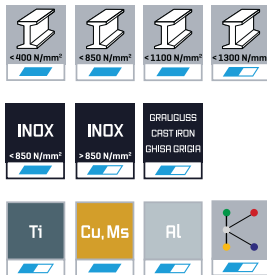 <400 N/mm²
<850 N/mm²
<1100 N/mm²
<1300 N/mm²
INOX
<850 N/mm²
INOX
>850 N/mm²
GRAUGUSS
CAST IRON
GHISA GRIGIA
Ti
Cu,Ms
Al